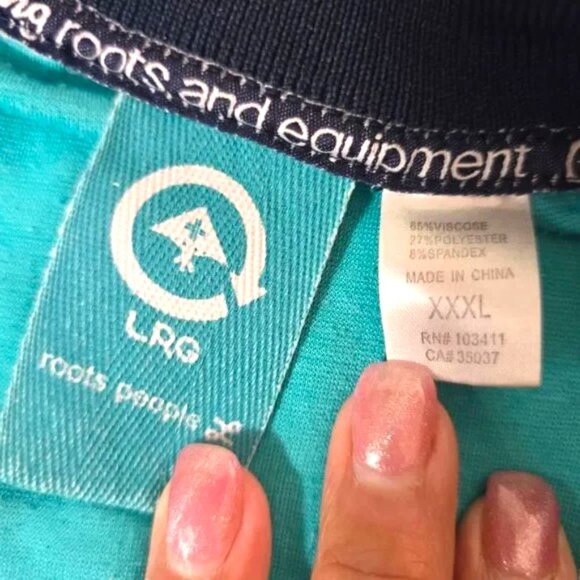 roots and equipment
LRG
roots people
65%VISCOSE
27%POLYESTER
8%SPANDEX
MADE IN CHINA
XXXL
RN# 103411
CA# 35037